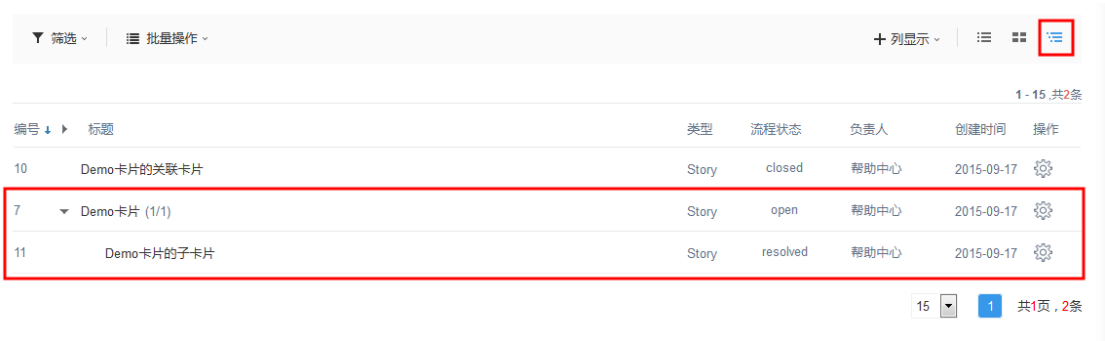 筛选 批量操作 列显示
1 - 15 ,共2条
编号 标题 类型 流程状态 负责人 创建时间 操作
10 Demo卡片的关联卡片 Story closed 帮助中心 2015-09-17
7 Demo卡片 (1/1) Story open 帮助中心 2015-09-17
11 Demo卡片的子卡片 Story resolved 帮助中心 2015-09-17
15 1 共1页，2条